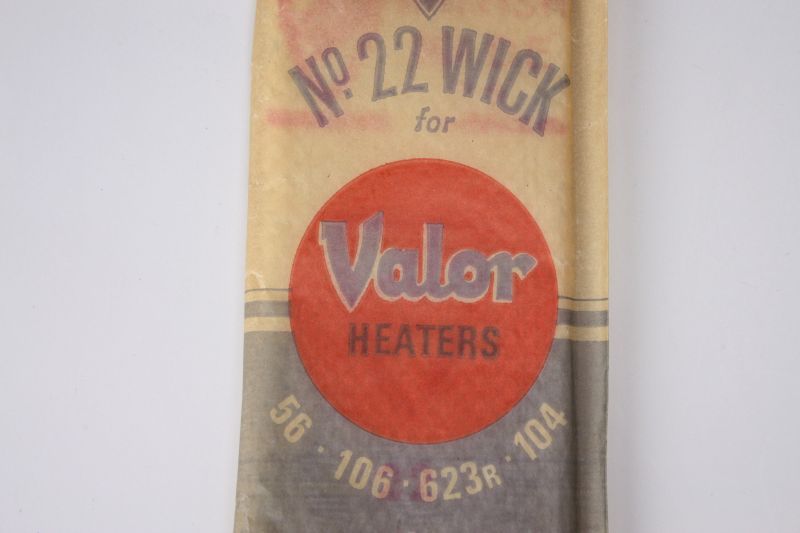 No. 22 WICK
for
Valor
HEATERS
56 · 106 · 623R · 104